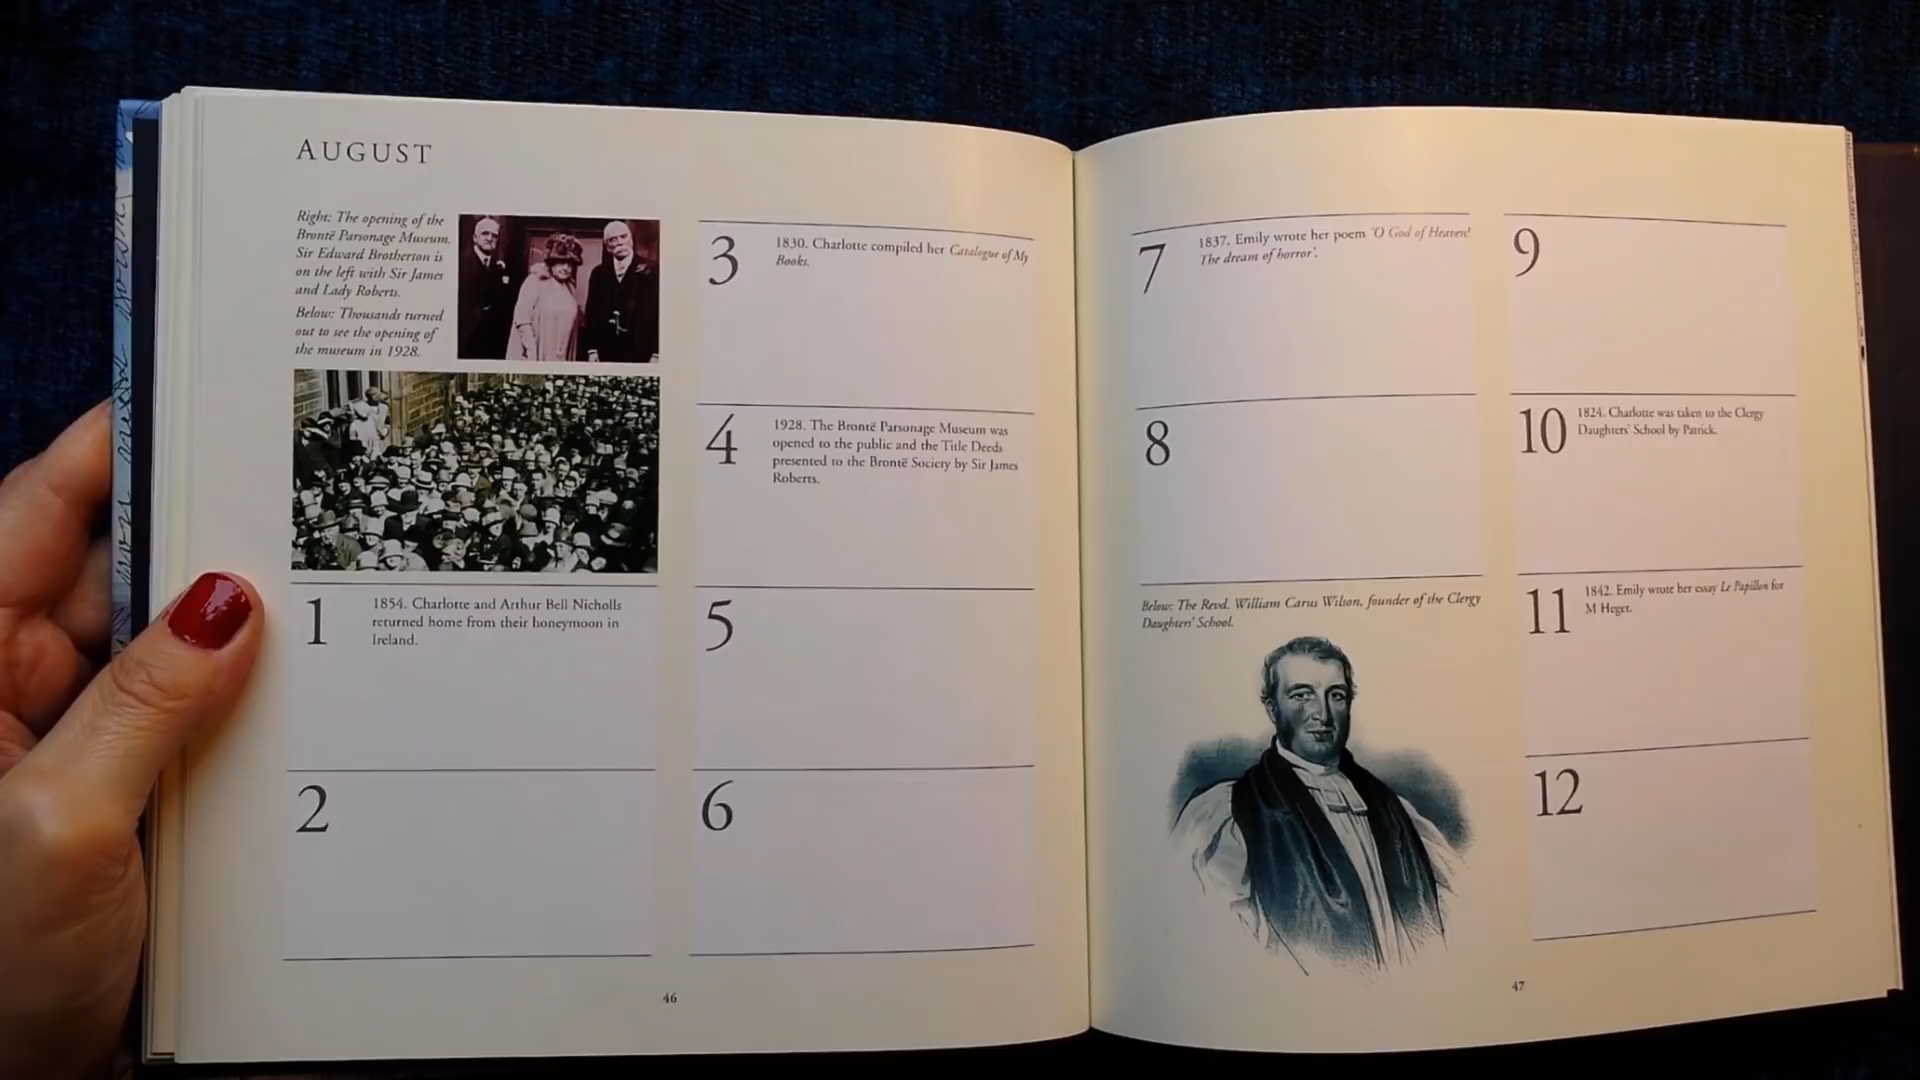 AUGUST
Right: The opening of the
Brontë Parsonage Museum.
Sir Edward Brotherton is
on the left with Sir James
and Lady Roberts.
Below: Thousands turned
out to see the opening of
the museum in 1928.
1
1854. Charlotte and Arthur Bell Nicholls
returned home from their honeymoon in
Ireland.
2
3
1830. Charlotte compiled her Catalogue of My
Books.
4
1928. The Brontë Parsonage Museum was
opened to the public and the Title Deeds
presented to the Brontë Society by Sir James
Roberts.
5
6
46
7
1837. Emily wrote her poem 'O God of Heaven!
The dream of horror'.
8
Below: The Revd. William Carus Wilson, founder of the Clergy
Daughters' School.
9
10
1824. Charlotte was taken to the Clergy
Daughters' School by Patrick.
11
1842. Emily wrote her essay Le Papillon for
M Heger.
12
47